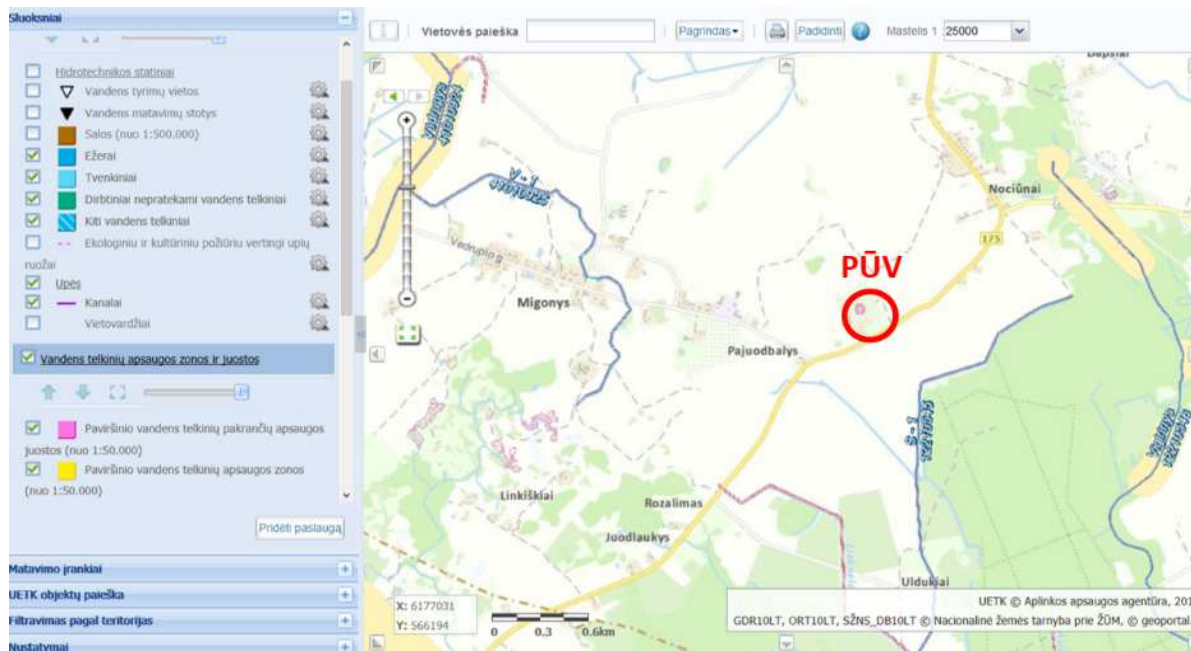 Sluoksniai
Hidrotechnikos statiniai
Vandens tyrimų vietos
Vandens matavimų stotys
Salos (nuo 1:500.000)
Ežerai
Tvenkiniai
Dirbtiniai nepratekami vandens telkiniai
Kiti vandens telkiniai
Ekologiniu ir kultūriniu požiūriu vertingi upių
ruožai
Upės
Kanalai
Vietovardžiai
Vandens telkinių apsaugos zonos ir juostos
Paviršinio vandens telkinių pakrančių apsaugos
juostos (nuo 1:50.000)
Paviršinio vandens telkinių apsaugos zonos
(nuo 1:50.000)
Pridėti paslaugą
Matavimo įrankiai
UETK objektų paieška
Filtravimas pagal teritorijas
Nustatymai
Vietovės paieška
Pagrindas
Padidinti
Mastelis 1: 25000
V - 1
41010925
Nociūnai
175
Vedrupio g.
PŪV
Migonys
Pajuodbalys
S - 1
Linkiškiai
Rozalimas
Juodlaukys
Uldukiai
X: 6177031
Y: 566194
0 0.3 0.6km
UETK © Aplinkos apsaugos agentūra, 201
GDR10LT, ORT10LT, SŽNS_DB10LT © Nacionalinė žemės tarnyba prie ŽŪM, © geoportal.